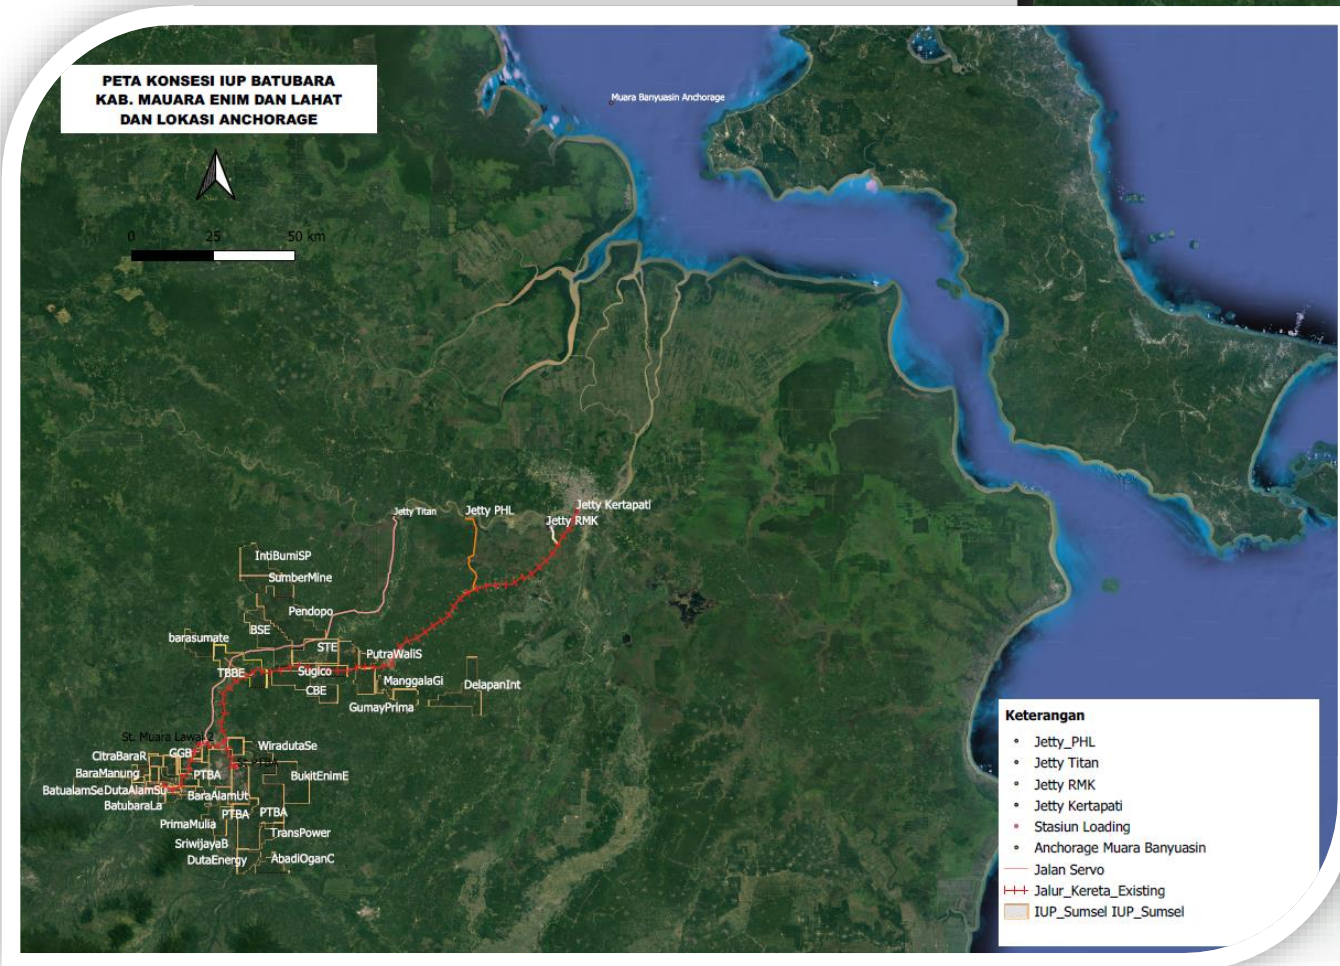 PETA KONSESI IUP BATUBARA
KAB. MAUARA ENIM DAN LAHAT
DAN LOKASI ANCHORAGE
0 25 50 km
Muara Banyuasin Anchorage
Jetty Titan
Jetty PHL
Jetty Kertapati
Jetty RMK
IntiBumiSP
SumberMine
Pendopo
BSE
barasumate
STE
PutraWaliS
TBBE
Sugico
ManggalaGi
DelapanInt
CBE
GumayPrima
St. Muara Lawai 2
WiradutaSe
CitraBaraR
GGB
BaraManung
PTBA
BukitEnimE
BatualamSe
DutaAlamSu
BaraAlamUt
BatubaraLa
PTBA
PTBA
PrimaMulia
TransPower
SriwijayaB
DutaEnergy
AbadiOganC
Keterangan
Jetty_PHL
Jetty Titan
Jetty RMK
Jetty Kertapati
Stasiun Loading
Anchorage Muara Banyuasin
Jalan Servo
Jalur_Kereta_Existing
IUP_Sumsel IUP_Sumsel